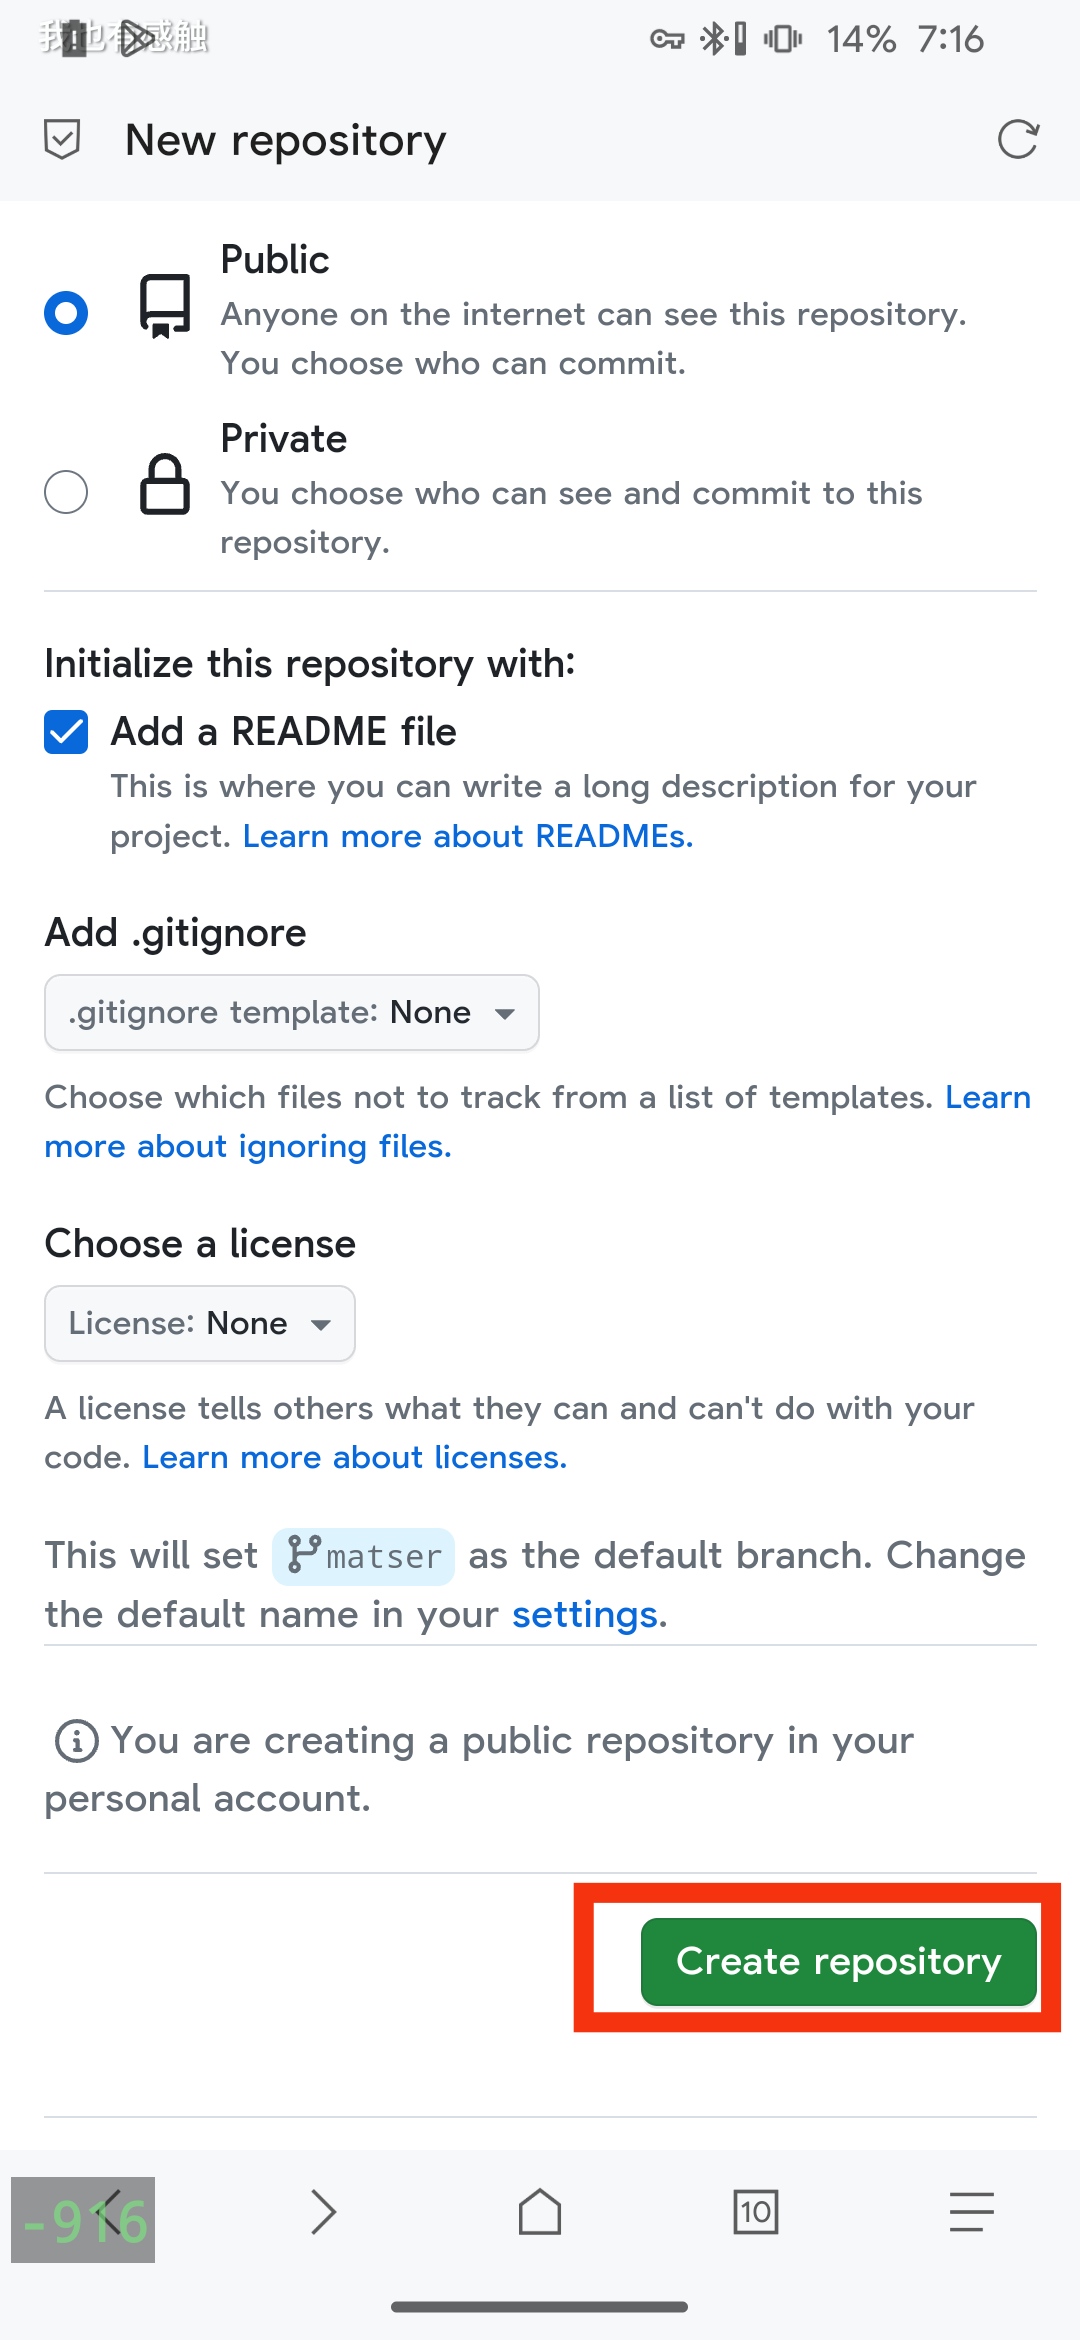 我也有感触
14% 7:16
New repository
Public
Anyone on the internet can see this repository.
You choose who can commit.
Private
You choose who can see and commit to this
repository.
Initialize this repository with:
Add a README file
This is where you can write a long description for your
project. Learn more about READMEs.
Add .gitignore
.gitignore template: None
Choose which files not to track from a list of templates. Learn
more about ignoring files.
Choose a license
License: None
A license tells others what they can and can't do with your
code. Learn more about licenses.
This will set matser as the default branch. Change
the default name in your settings.
You are creating a public repository in your
personal account.
Create repository
-916
10